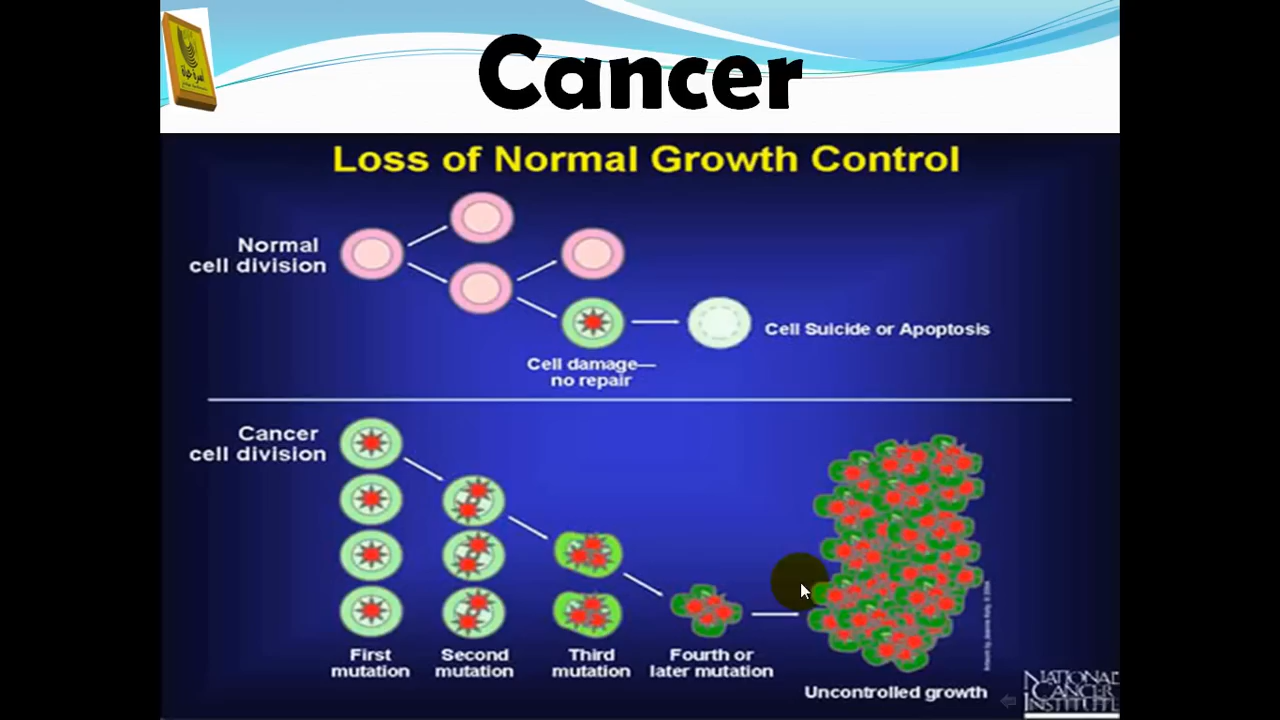 Cancer
Loss of Normal Growth Control
Normal
cell division
Cell Suicide or Apoptosis
Cell damage—
no repair
Cancer
cell division
First
mutation
Second
mutation
Third
mutation
Fourth or
later mutation
Uncontrolled growth
NATIONAL
CANCER
INSTITUTE